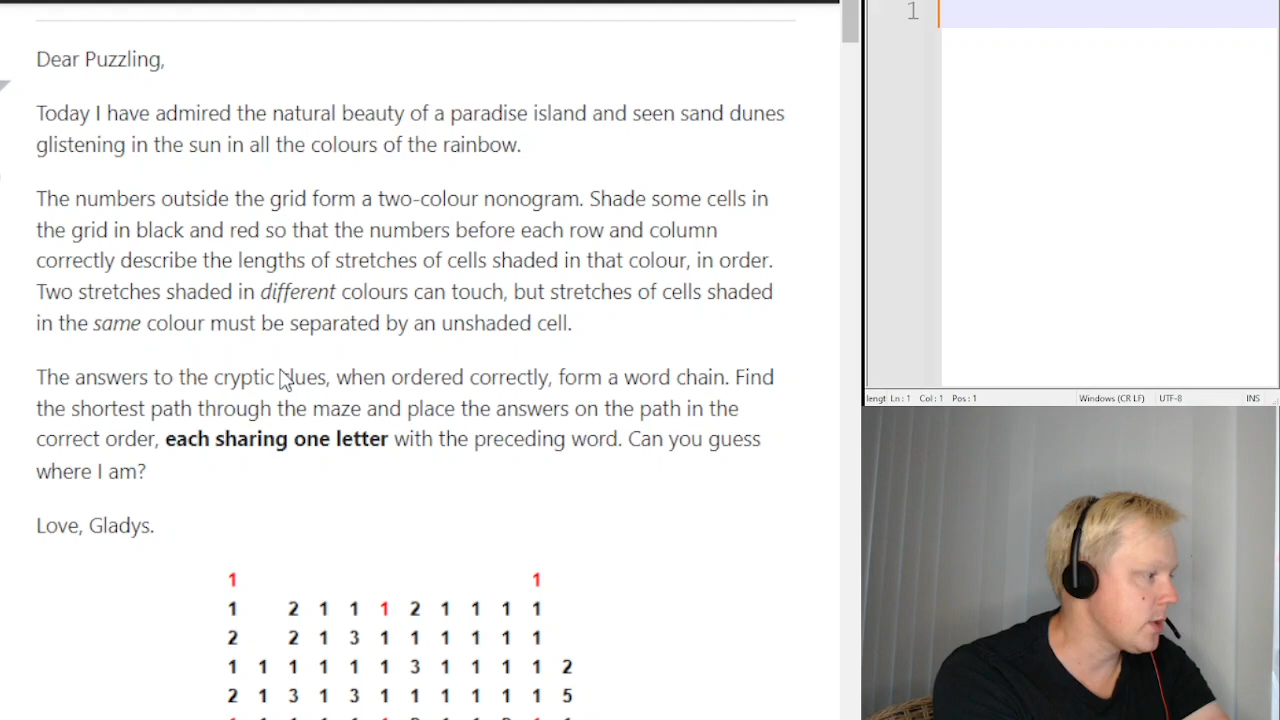 Dear Puzzling,
Today I have admired the natural beauty of a paradise island and seen sand dunes
glistening in the sun in all the colours of the rainbow.
The numbers outside the grid form a two-colour nonogram. Shade some cells in
the grid in black and red so that the numbers before each row and column
correctly describe the lengths of stretches of cells shaded in that colour, in order.
Two stretches shaded in different colours can touch, but stretches of cells shaded
in the same colour must be separated by an unshaded cell.
The answers to the cryptic clues, when ordered correctly, form a word chain. Find
the shortest path through the maze and place the answers on the path in the
correct order, each sharing one letter with the preceding word. Can you guess
where I am?
Love, Gladys.
1 1
1 2 1 1 1 2 1 1 1 1
2 2 1 3 1 1 1 1 1 1
1 1 1 1 1 1 3 1 1 1 1 2
2 1 3 1 3 1 1 1 1 1 1 5
1
lengt Ln: 1 Col: 1 Pos: 1 Windows (CR LF) UTF-8 INS